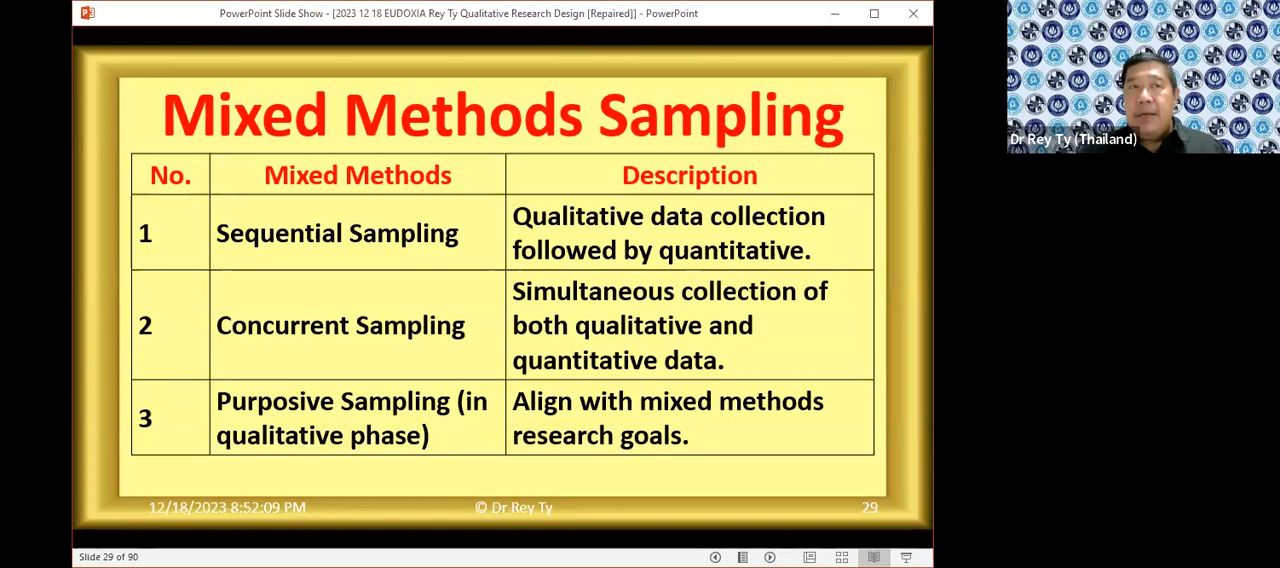 PowerPoint Slide Show - [2023 12 18 EUDOXIA Rey Ty Qualitative Research Design [Repaired]] - PowerPoint
Mixed Methods Sampling
No. Mixed Methods Description
1 Sequential Sampling Qualitative data collection
followed by quantitative.
2 Concurrent Sampling Simultaneous collection of
both qualitative and
quantitative data.
3 Purposive Sampling (in Align with mixed methods
qualitative phase) research goals.
12/18/2023 8:52:09 PM © Dr Rey Ty 29
Slide 29 of 90
Dr Rey Ty (Thailand)